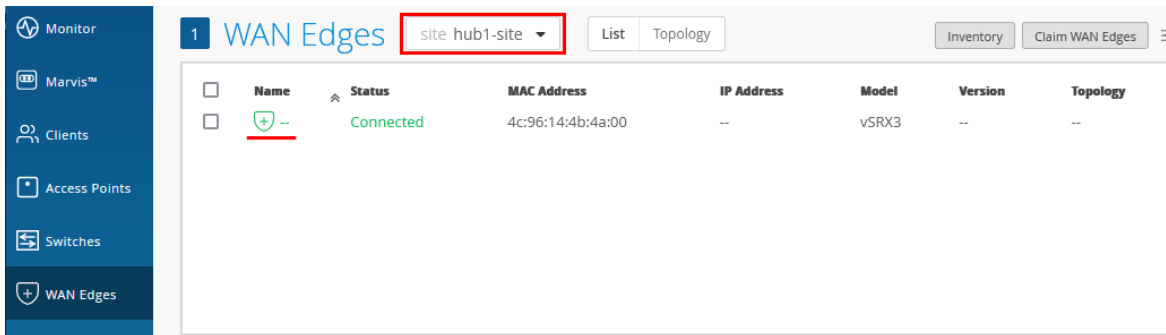 Monitor
Marvis™
Clients
Access Points
Switches
WAN Edges
1 WAN Edges site hub1-site List Topology Inventory Claim WAN Edges
Name Status MAC Address IP Address Model Version Topology
-- Connected 4c:96:14:4b:4a:00 -- vSRX3 -- --